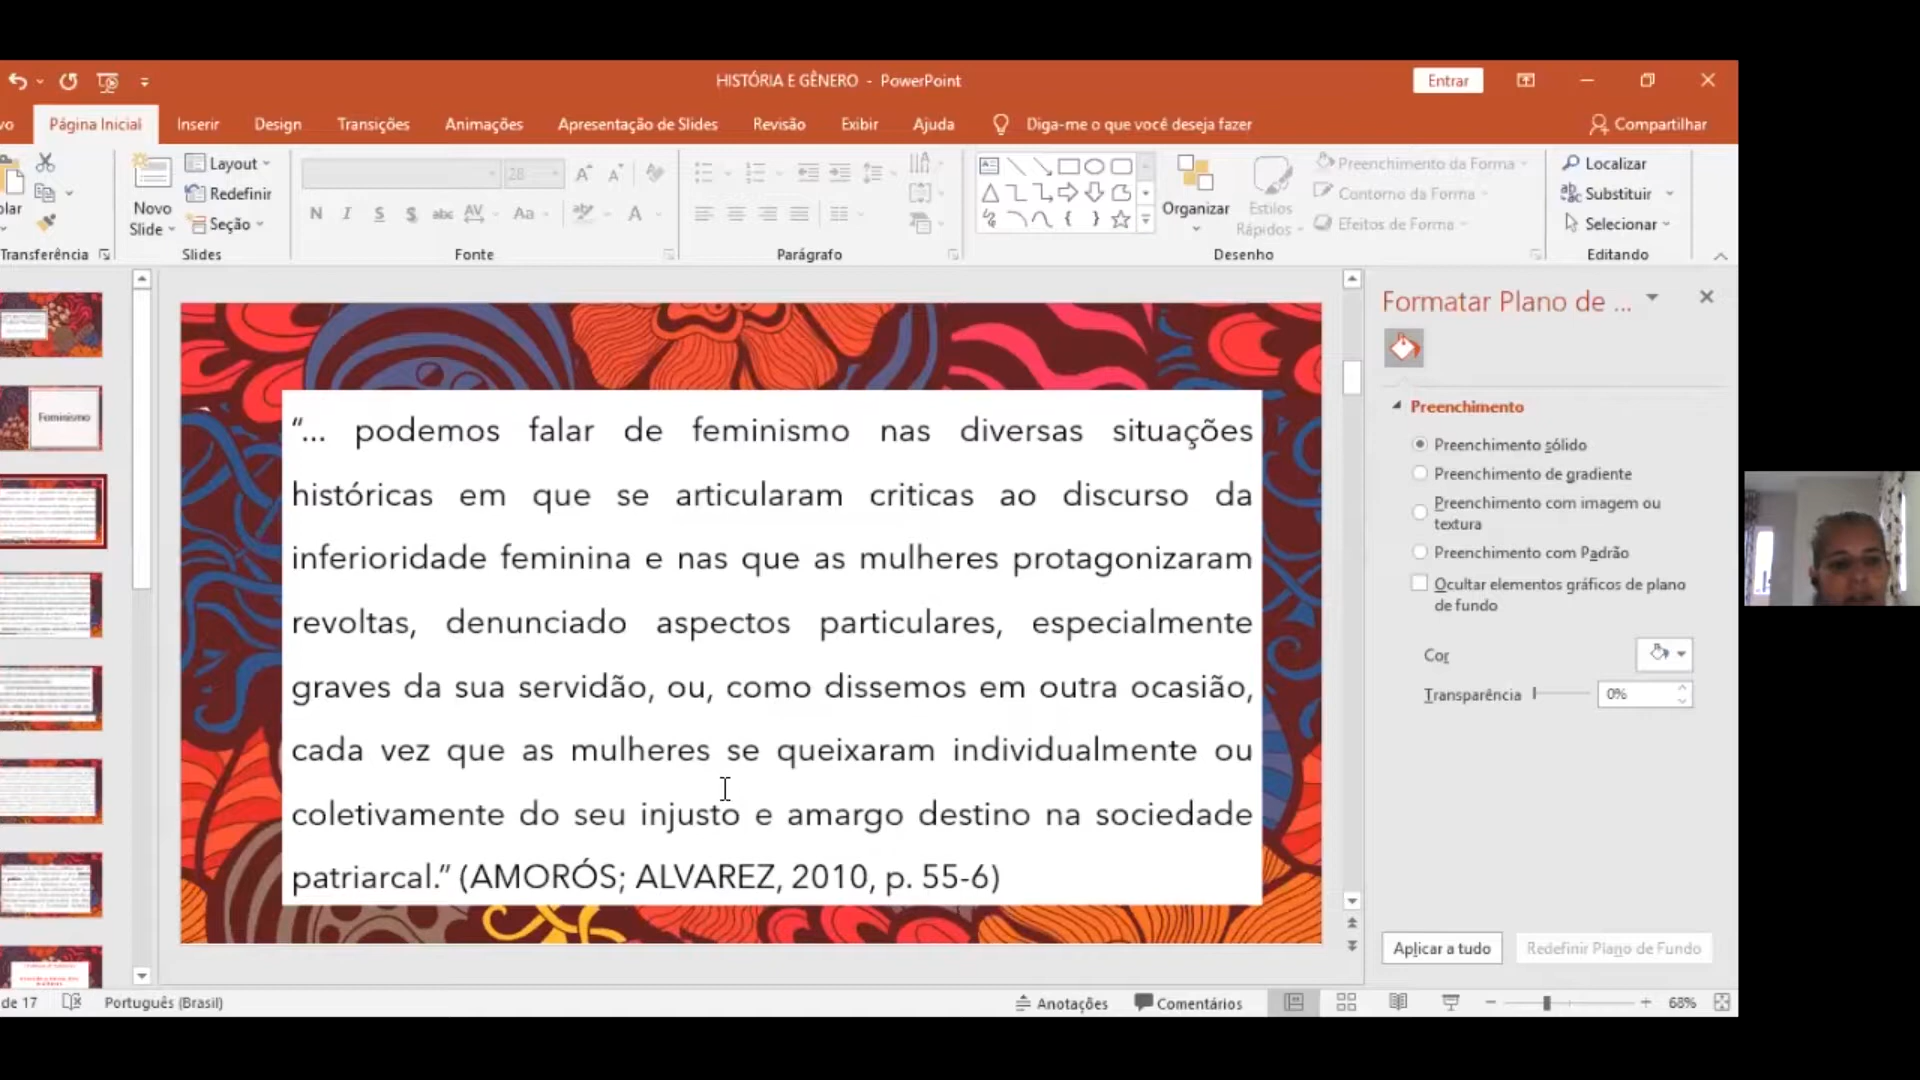 HISTÓRIA E GÊNERO - PowerPoint
Entrar
Página Inicial
Inserir
Design
Transições
Animações
Apresentação de Slides
Revisão
Exibir
Ajuda
Diga-me o que você deseja fazer
Compartilhar
Novo
Slide
Layout
Redefinir
Seção
28
N I S S abc AV Aa A
Organizar
Estilos
Rápidos
Preenchimento da Forma
Contorno da Forma
Efeitos de Forma
Localizar
Substituir
Selecionar
Transferência
Slides
Fonte
Parágrafo
Desenho
Editando
Feminismo
“... podemos falar de feminismo nas diversas situações
históricas em que se articularam criticas ao discurso da
inferioridade feminina e nas que as mulheres protagonizaram
revoltas, denunciado aspectos particulares, especialmente
graves da sua servidão, ou, como dissemos em outra ocasião,
cada vez que as mulheres se queixaram individualmente ou
coletivamente do seu injusto e amargo destino na sociedade
patriarcal.” (AMORÓS; ALVAREZ, 2010, p. 55-6)
Formatar Plano de ...
Preenchimento
Preenchimento sólido
Preenchimento de gradiente
Preenchimento com imagem ou
textura
Preenchimento com Padrão
Ocultar elementos gráficos de plano
de fundo
Cor
Transparência
0%
Aplicar a tudo
Redefinir Plano de Fundo
de 17
Português (Brasil)
Anotações
Comentários
68%